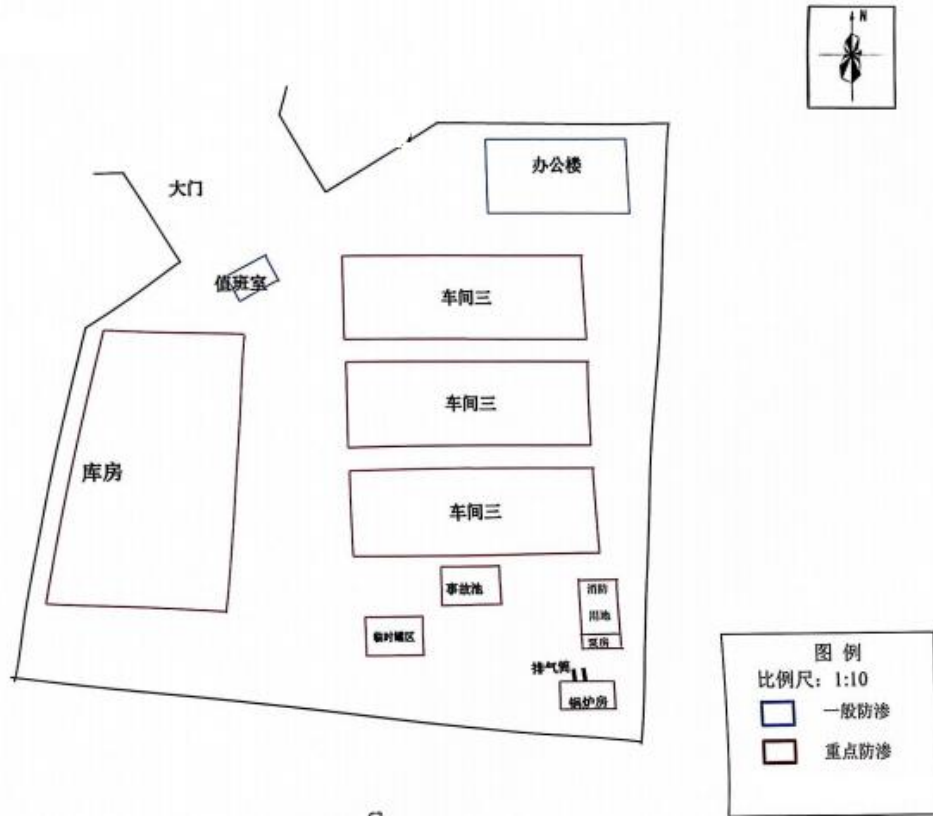 N
办公楼
大门
值班室
车间三
车间三
库房
车间三
事故池
消防
用地
泵房
临时罐区
排气筒
锅炉房
图 例
比例尺：1:10
一般防渗
重点防渗